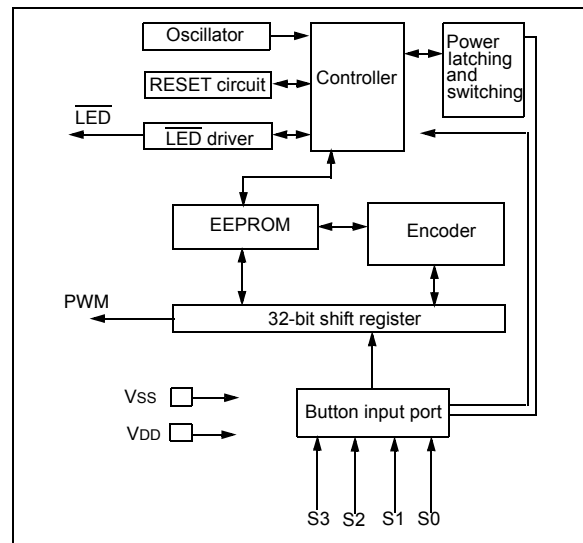 Oscillator
RESET circuit
LED
LED driver
Controller
Power
latching
and
switching
EEPROM
Encoder
PWM
32-bit shift register
VSS
VDD
Button input port
S3 S2 S1 S0